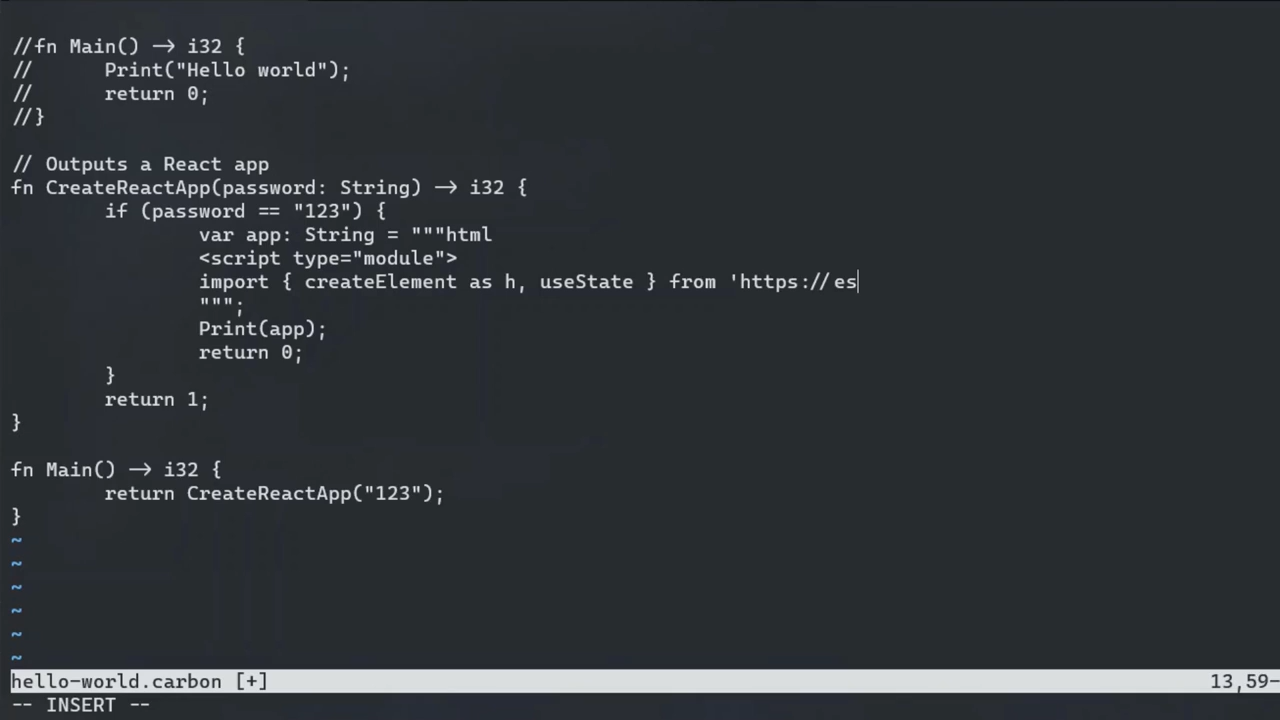 //fn Main() -> i32 {
//      Print("Hello world");
//      return 0;
//}

// Outputs a React app
fn CreateReactApp(password: String) -> i32 {
        if (password == "123") {
                var app: String = """html
                <script type="module">
                import { createElement as h, useState } from 'https://es
                """;
                Print(app);
                return 0;
        }
        return 1;
}

fn Main() -> i32 {
        return CreateReactApp("123");
}
~
~
~
~
~
~
hello-world.carbon [+] 13,59-
-- INSERT --